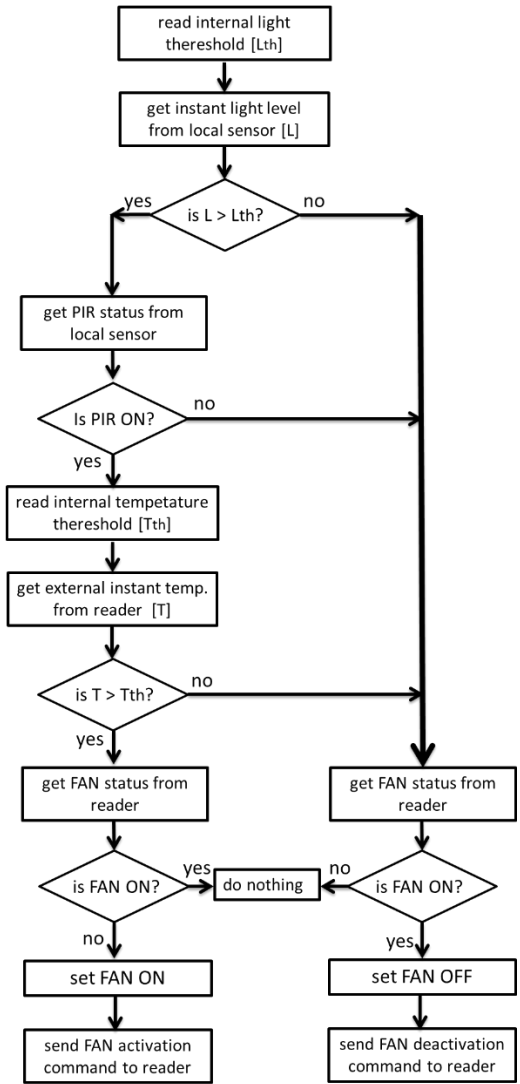 read internal light
thereshold [Lth]
get instant light level
from local sensor [L]
yes
is L > Lth?
no
get PIR status from
local sensor
Is PIR ON?
no
yes
read internal tempetature
thereshold [Tth]
get external instant temp.
from reader [T]
is T > Tth?
no
yes
get FAN status from
reader
get FAN status from
reader
is FAN ON?
yes
do nothing
no
is FAN ON?
no
yes
set FAN ON
set FAN OFF
send FAN activation
command to reader
send FAN deactivation
command to reader